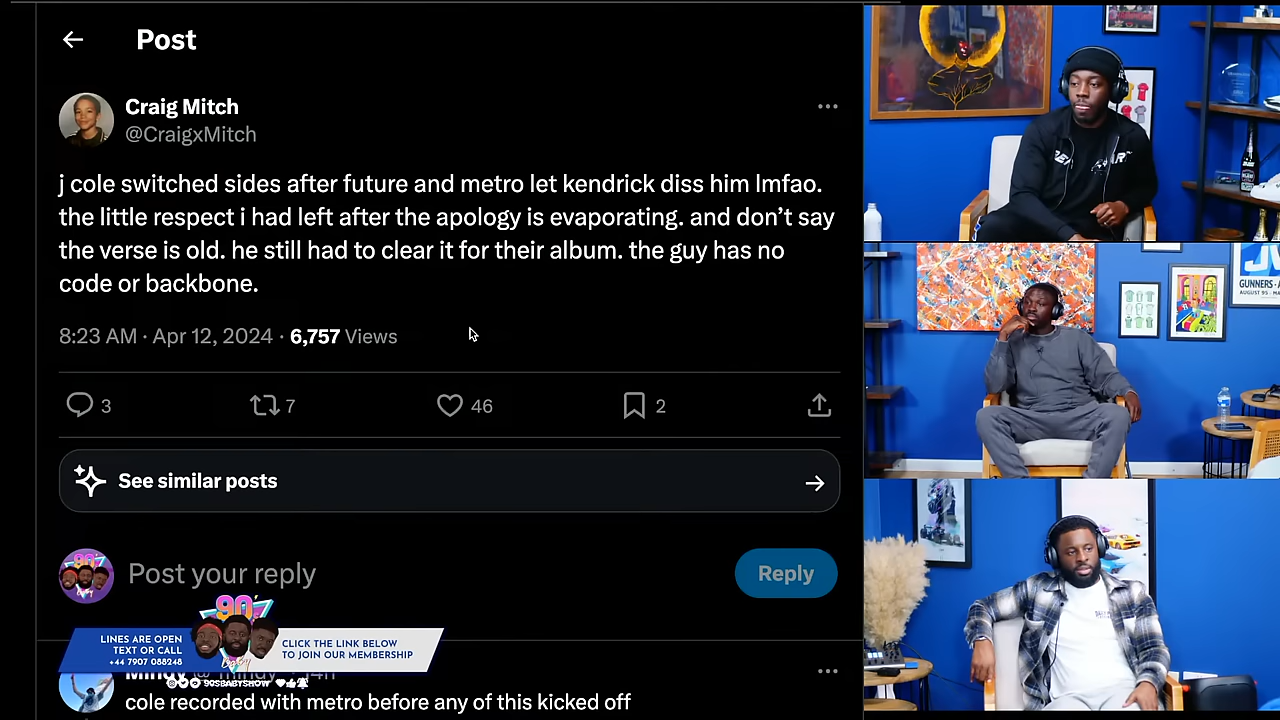 Post
Craig Mitch
@CraigxMitch
j cole switched sides after future and metro let kendrick diss him lmfao.
the little respect i had left after the apology is evaporating. and don’t say
the verse is old. he still had to clear it for their album. the guy has no
code or backbone.
8:23 AM · Apr 12, 2024 · 6,757 Views
3
7
46
2
See similar posts
Post your reply
Reply
90's
Baby
LINES ARE OPEN
TEXT OR CALL
+44 7907 088248
CLICK THE LINK BELOW
TO JOIN OUR MEMBERSHIP
90SBABYSHOW
cole recorded with metro before any of this kicked off
GUNNERS